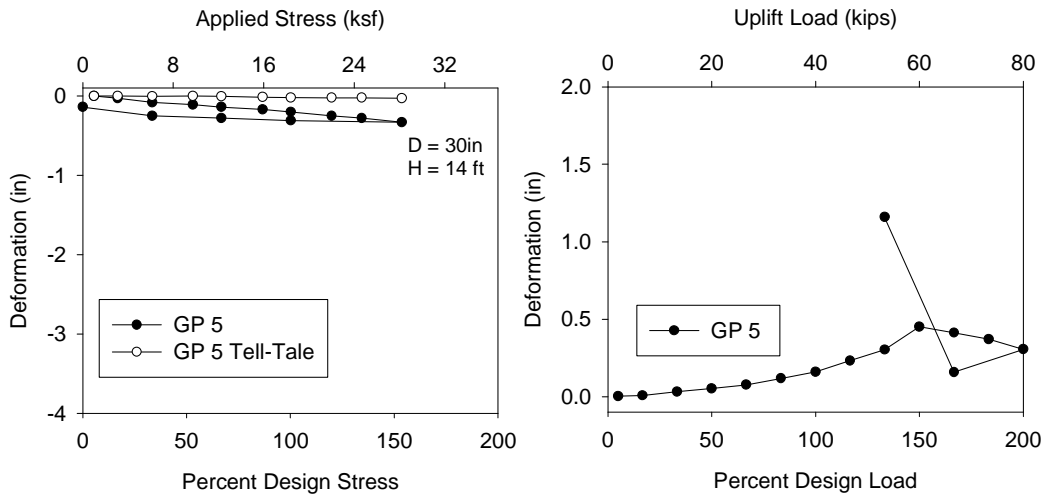 Applied Stress (ksf)
0 8 16 24 32
0
-1
-2
-3
-4
Deformation (in)
D = 30in
H = 14 ft
GP 5
GP 5 Tell-Tale
0 50 100 150 200
Percent Design Stress
Uplift Load (kips)
0 20 40 60 80
2.0
1.5
1.0
0.5
0.0
Deformation (in)
GP 5
0 50 100 150 200
Percent Design Load